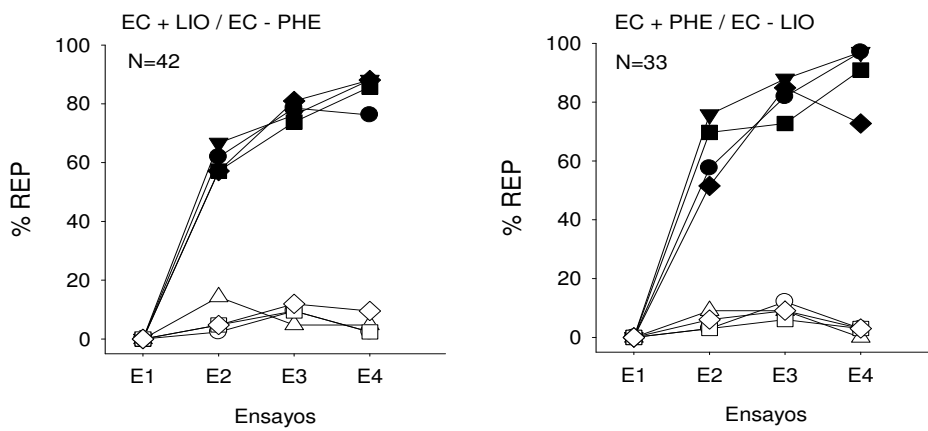 EC + LIO / EC - PHE
N=42
% REP
100
80
60
40
20
0
E1 E2 E3 E4
Ensayos
EC + PHE / EC - LIO
N=33
% REP
100
80
60
40
20
0
E1 E2 E3 E4
Ensayos